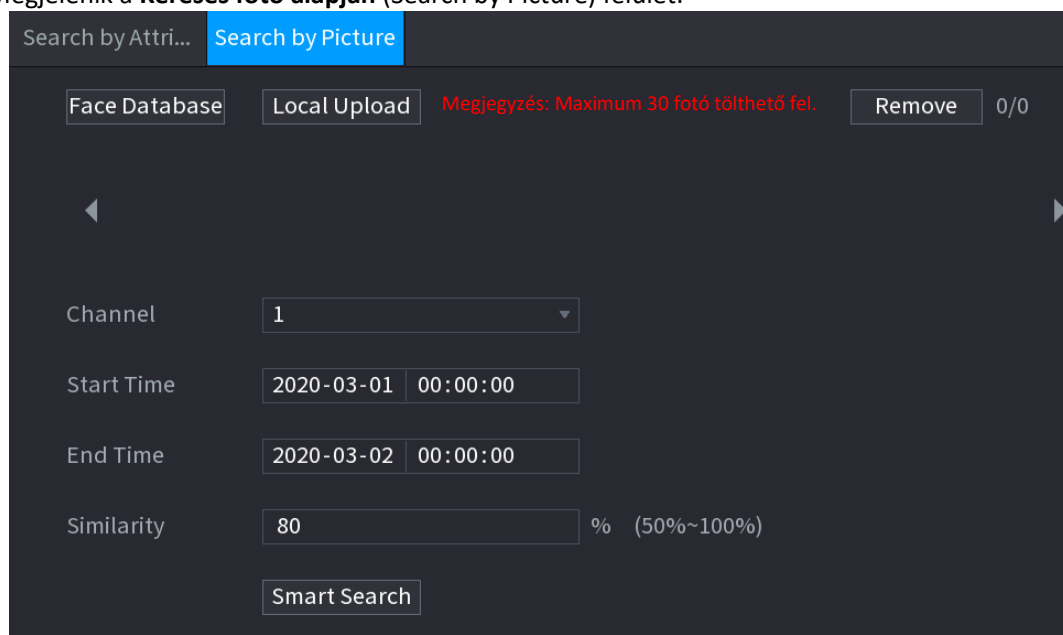 Megjelenik a Keresés fotó alapján (Search by Picture) felület.
Search by Attri... Search by Picture
Face Database Local Upload Megjegyzés: Maximum 30 fotó tölthető fel. Remove 0/0
Channel 1
Start Time 2020-03-01 00:00:00
End Time 2020-03-02 00:00:00
Similarity 80 % (50%~100%)
Smart Search